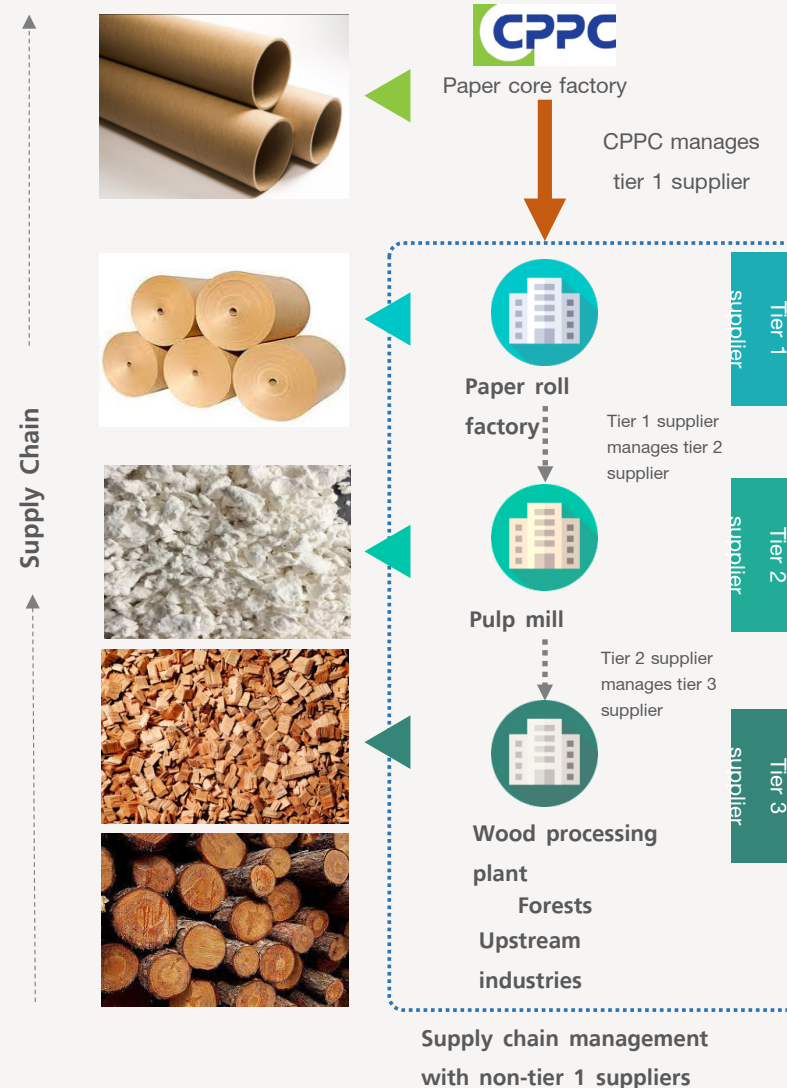 CPPC
Paper core factory
CPPC manages
tier 1 supplier
Supply Chain
Tier 1
supplier
Paper roll
factory
Tier 1 supplier
manages tier 2
supplier
Tier 2
supplier
Pulp mill
Tier 2 supplier
manages tier 3
supplier
Tier 3
supplier
Wood processing
plant
Forests
Upstream
industries
Supply chain management
with non-tier 1 suppliers